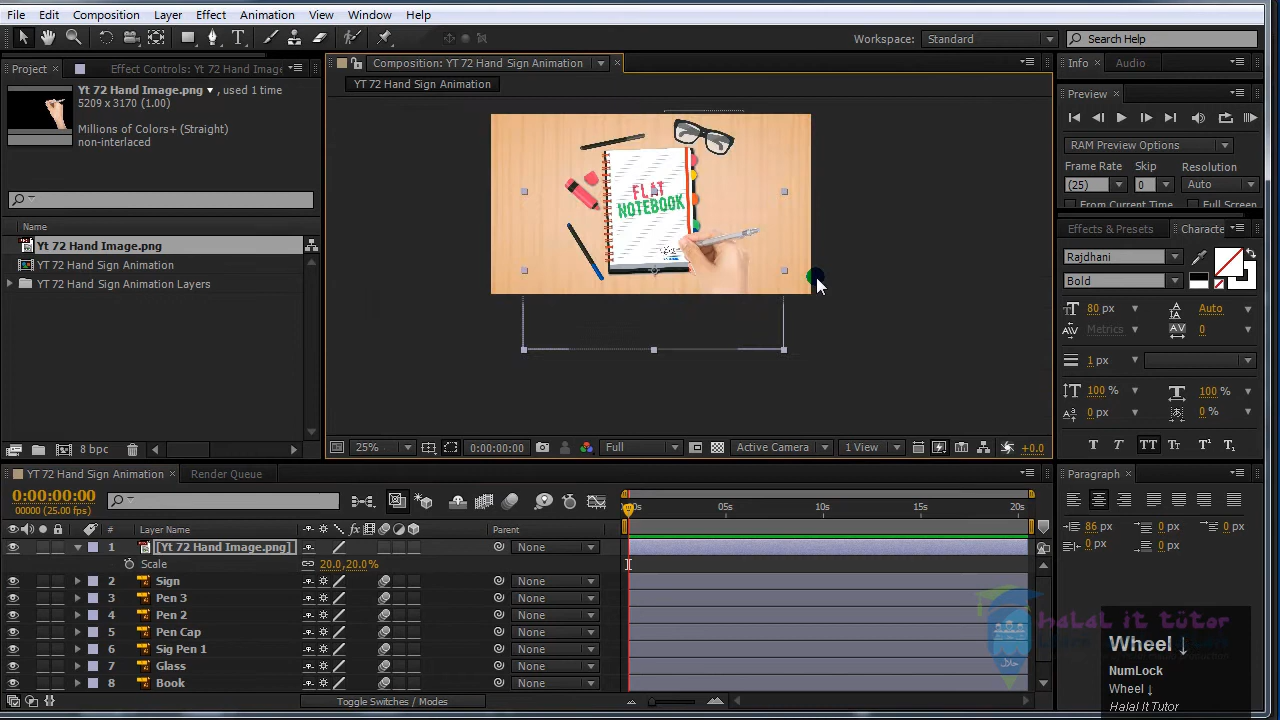 File Edit Composition Layer Effect Animation View Window Help
Workspace: Standard Search Help
Project Effect Controls: Yt 72 Hand Image
Composition: YT 72 Hand Sign Animation
Info Audio
YT 72 Hand Sign Animation
Yt 72 Hand Image.png, used 1 time
5209 x 3170 (1.00)
Millions of Colors+ (Straight)
non-interlaced
Preview
RAM Preview Options
Frame Rate Skip Resolution
(25) 0 Auto
From Current Time Full Screen
Name
Yt 72 Hand Image.png
YT 72 Hand Sign Animation
YT 72 Hand Sign Animation Layers
FLAT
NOTEBOOK
Effects & Presets Characte
Rajdhani
Bold
80 px Auto
Metrics 0
1 px
100 % 100 %
0 px 0 %
T T TT Tr T¹ T₁
8 bpc
25% 0:00:00:00 Full Active Camera 1 View +0.0
YT 72 Hand Sign Animation Render Queue
Paragraph
0:00:00:00
00000 (25.00 fps)
05s 10s 15s 20s
86 px 0 px 0 px
0 px 0 px
# Layer Name Parent
1 [Yt 72 Hand Image.png] None
Scale 20.0,20.0%
2 Sign None
3 Pen 3 None
4 Pen 2 None
5 Pen Cap None
6 Sig Pen 1 None
7 Glass None
8 Book None
Toggle Switches / Modes
halal it tütor
Wheel ↓
NumLock
Wheel ↓
Halal It Tutor